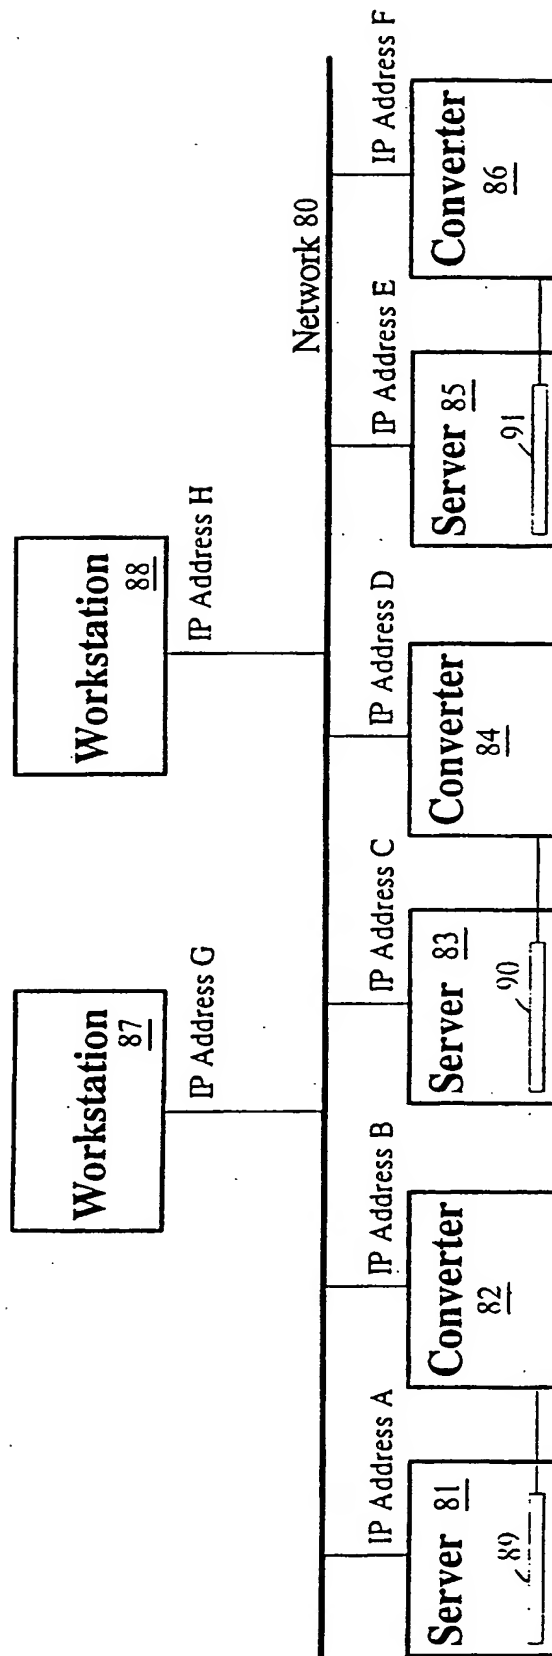 Workstation
87
Workstation
88
IP Address G
IP Address H
Network 80
IP Address A
IP Address B
IP Address C
IP Address D
IP Address E
IP Address F
Server 81
89
Converter
82
Server 83
90
Converter
84
Server 85
91
Converter
86